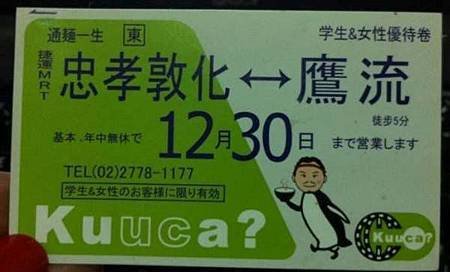 通麺一生 東 学生&女性優待巻
捷運MRT 忠孝敦化↔鷹流
徒步5分
基本、年中無休で 12月30日 まで営業します
TEL(02)2778-1177
学生&女性のお客様に限り有効
Kuuca?
Kuuca?